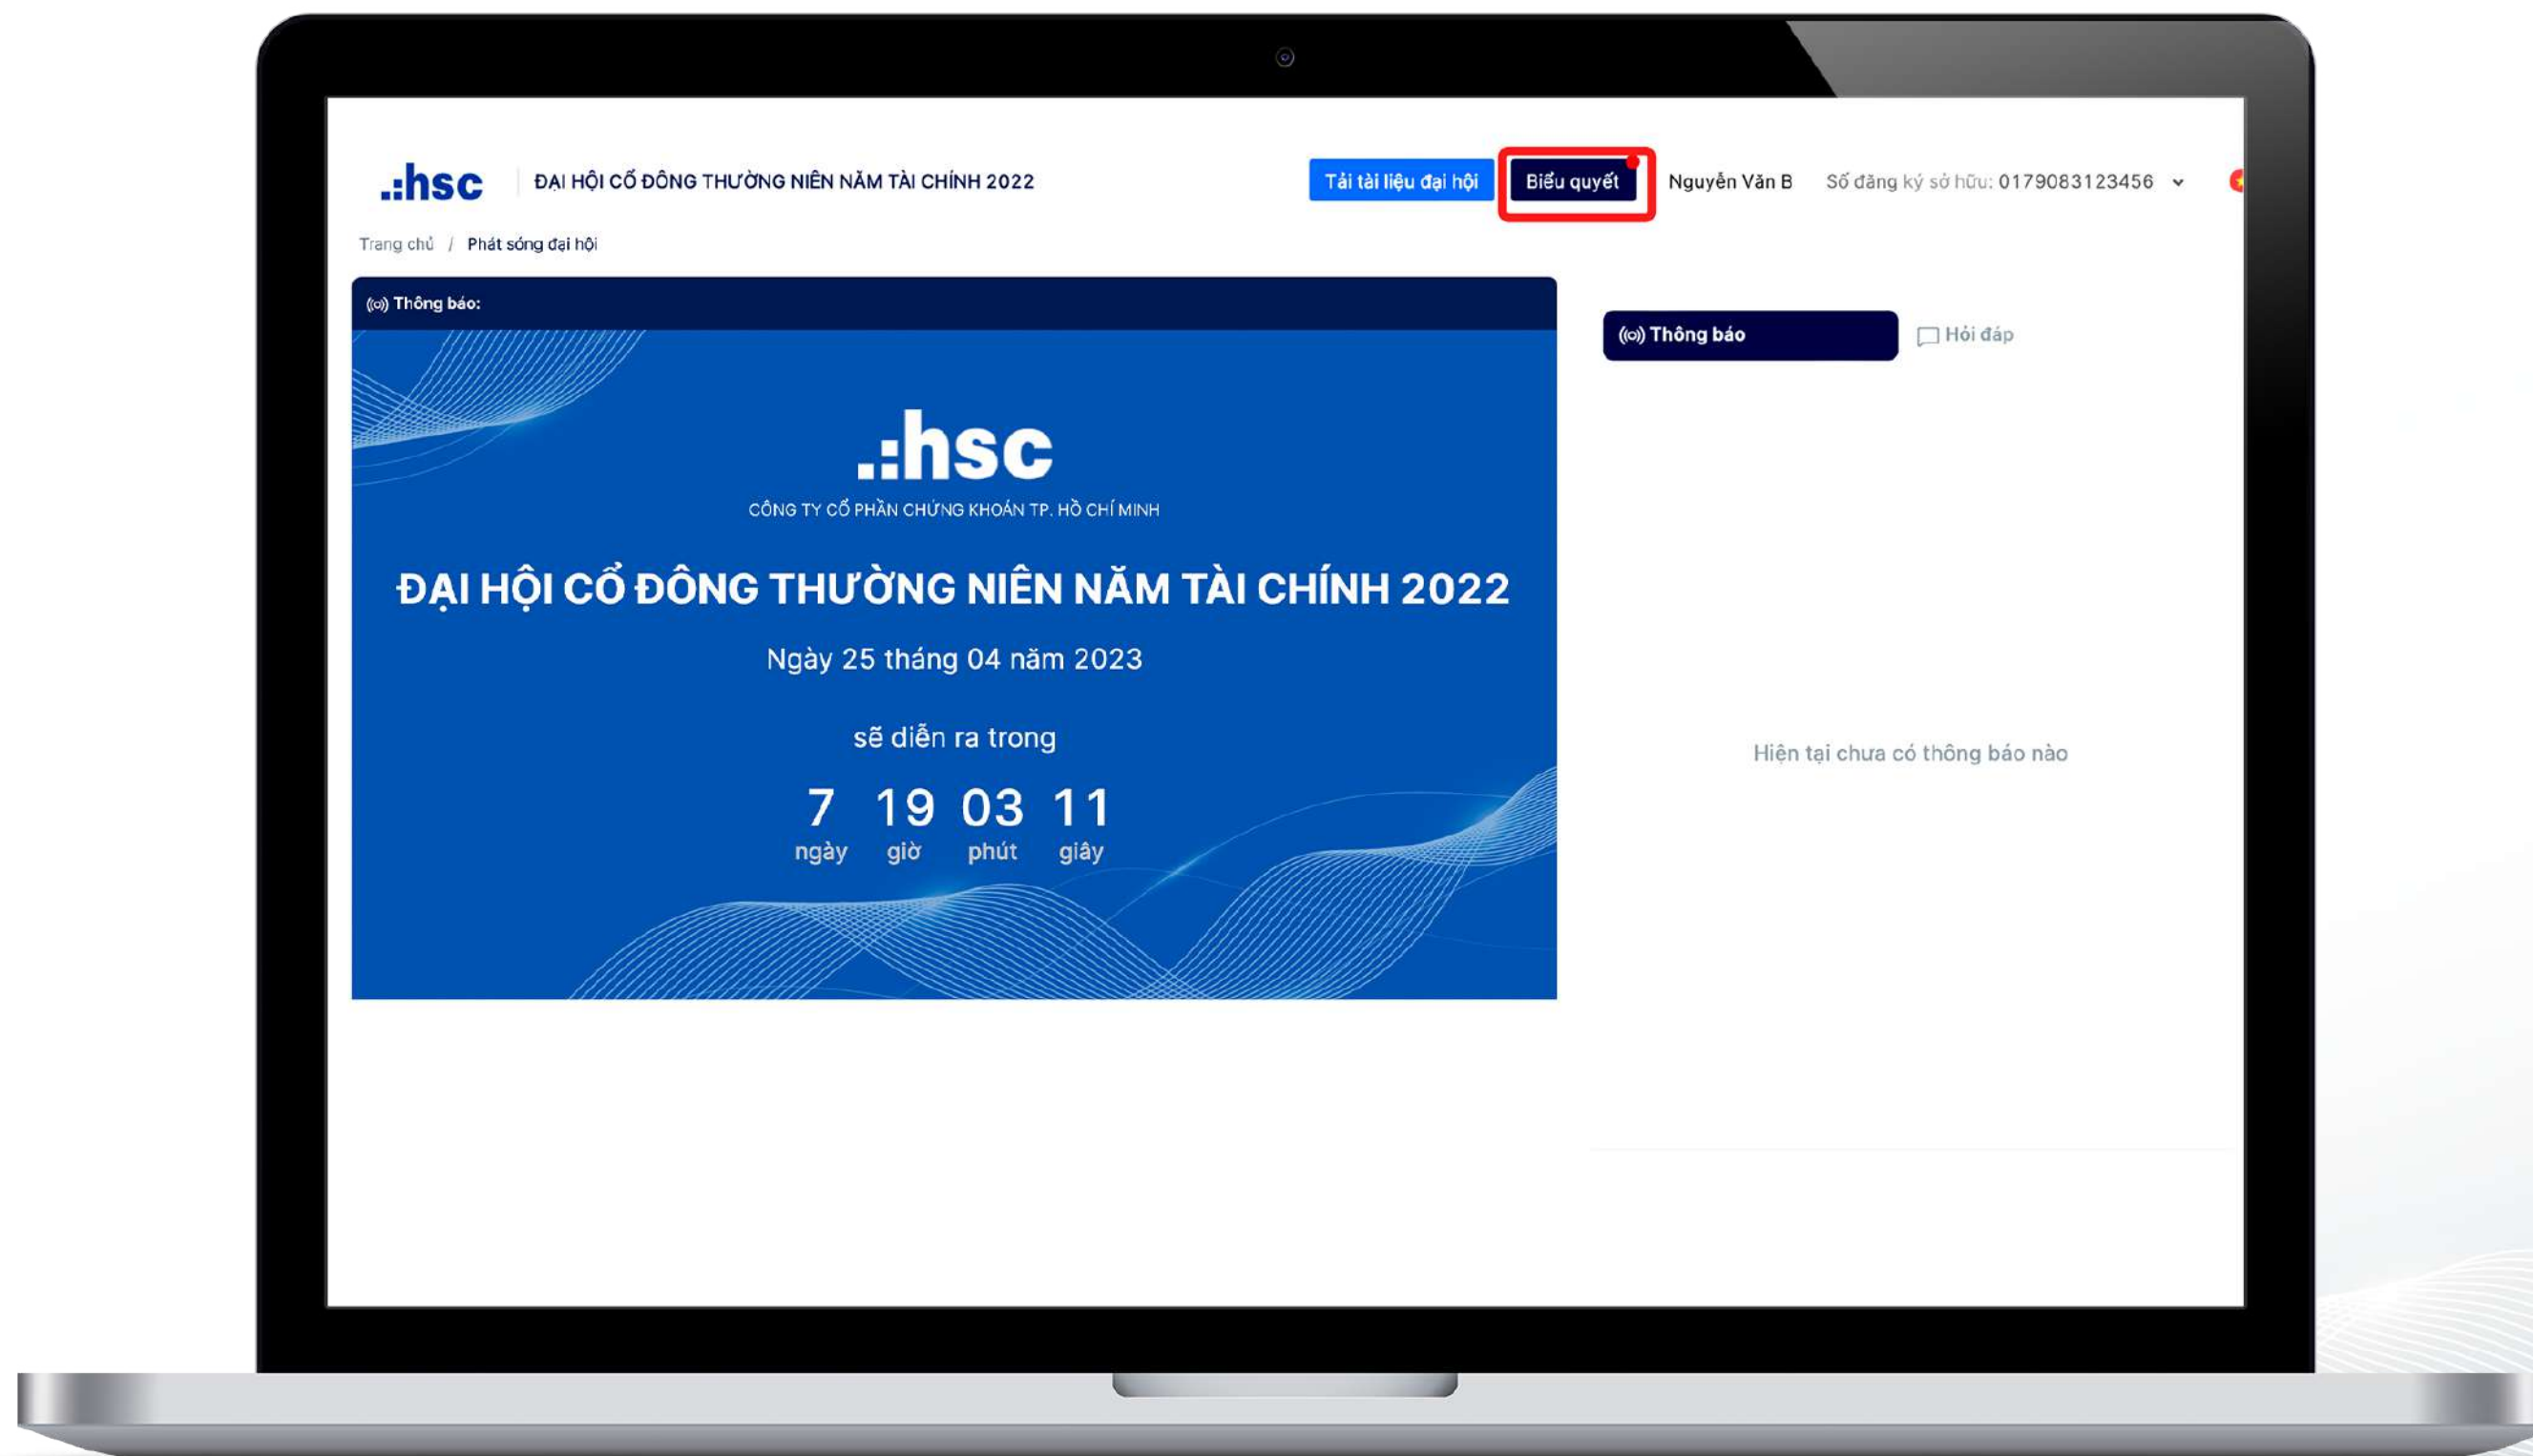 .:hsc
ĐẠI HỘI CỔ ĐÔNG THƯỜNG NIÊN NĂM TÀI CHÍNH 2022
Tải tài liệu đại hội
Biểu quyết
Nguyễn Văn B
Số đăng ký sở hữu: 0179083123456
Trang chủ / Phát sóng đại hội
Thông báo:
.:hsc
CÔNG TY CỔ PHẦN CHỨNG KHOÁN TP. HỒ CHÍ MINH
ĐẠI HỘI CỔ ĐÔNG THƯỜNG NIÊN NĂM TÀI CHÍNH 2022
Ngày 25 tháng 04 năm 2023
sẽ diễn ra trong
7 19 03 11
ngày giờ phút giây
Thông báo
Hỏi đáp
Hiện tại chưa có thông báo nào